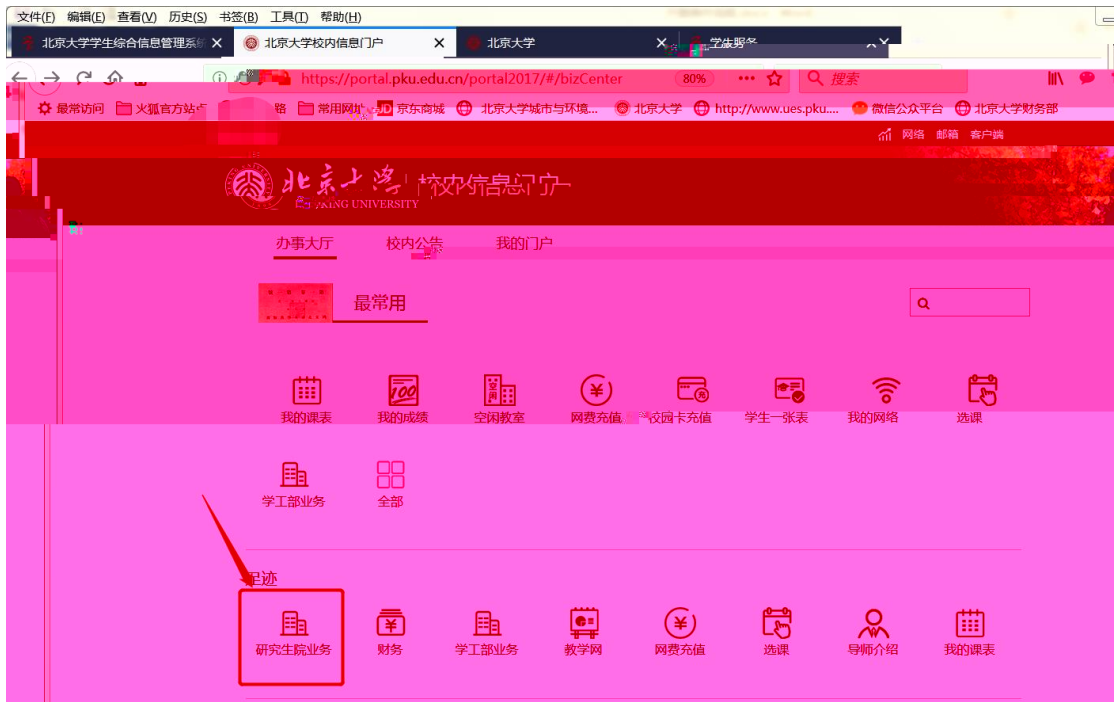 文件(F) 编辑(E) 查看(V) 历史(S) 书签(B) 工具(T) 帮助(H)
北京大学学生综合信息管理系统 北京大学校内信息门户 北京大学
https://portal.pku.edu.cn/portal2017/#/bizCenter 80% 搜索
最常访问 火狐官方站点 常用网址 京东商城 北京大学城市与环境... 北京大学 http://www.ues.pku.... 微信公众平台 北京大学财务部
网络 邮箱 客户端
北京大学 校内信息门户
UNIVERSITY
办事大厅 校内公告 我的门户
最常用
我的课表 我的成绩 空闲教室 网费充值 校园卡充值 学生一张表 我的网络 选课
学工部业务 全部
足迹
研究生院业务 财务 学工部业务 教学网 网费充值 选课 导师介绍 我的课表